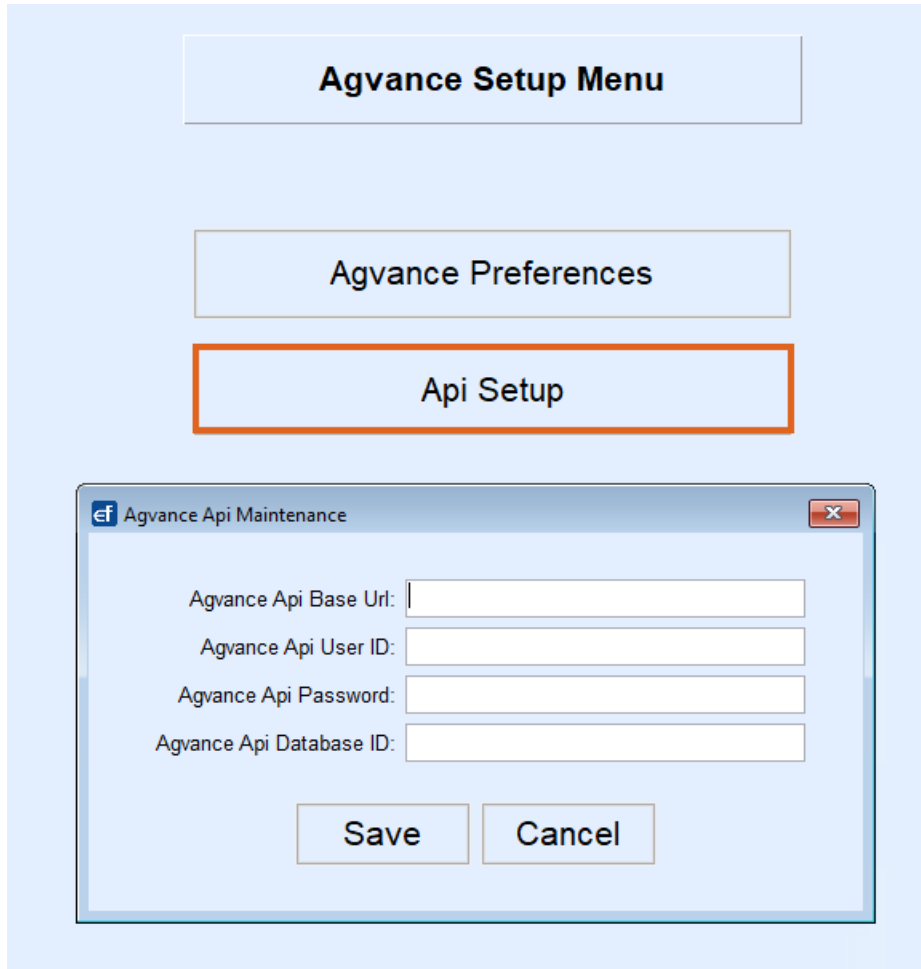 Agvance Setup Menu
Agvance Preferences
Api Setup
ef Agvance Api Maintenance
Agvance Api Base Url:
Agvance Api User ID:
Agvance Api Password:
Agvance Api Database ID:
Save Cancel